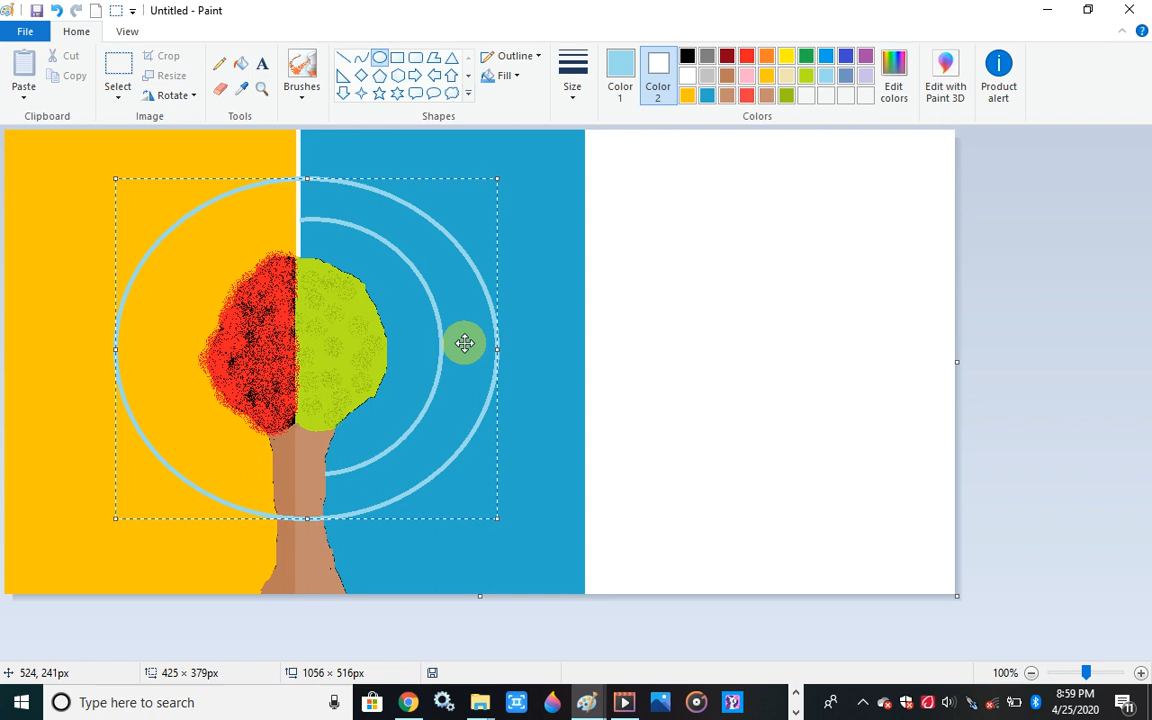 Untitled - Paint
File
Home
View
Paste
Cut
Copy
Clipboard
Select
Crop
Resize
Rotate
Image
A
Tools
Brushes
Outline
Fill
Shapes
Size
Color 1
Color 2
Edit colors
Colors
Edit with Paint 3D
Product alert
524, 241px
425 × 379px
1056 × 516px
100%
Type here to search
8:59 PM
4/25/2020
11